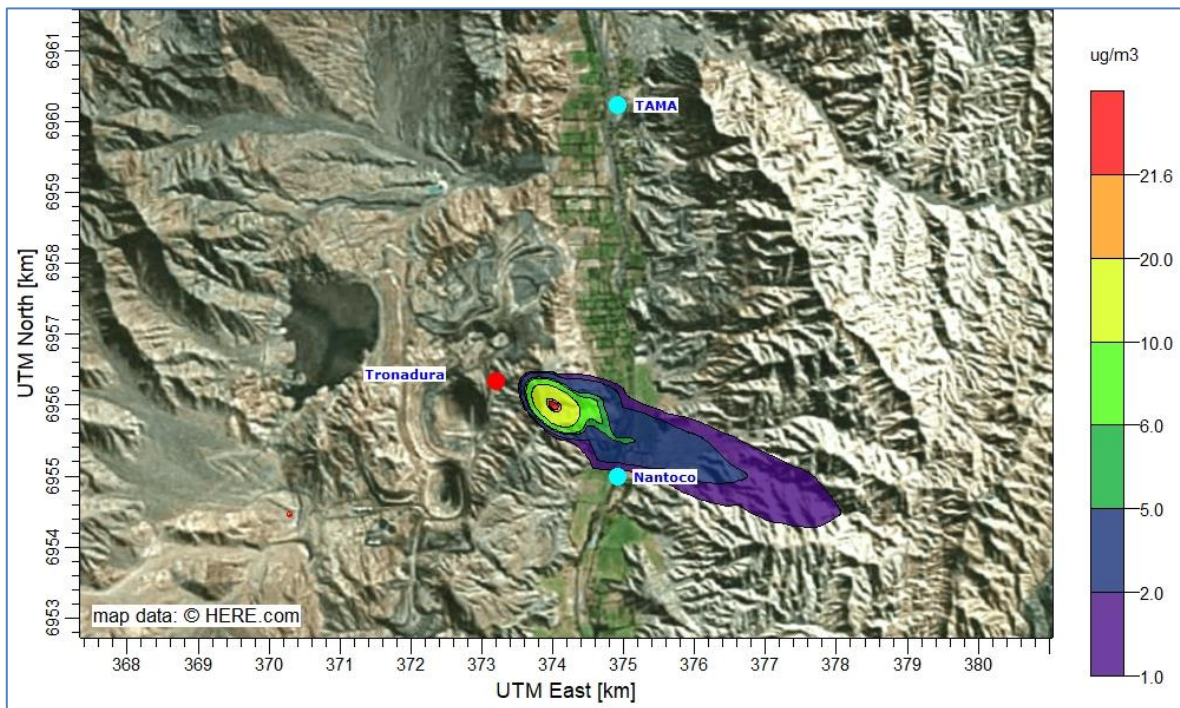 ug/m3
TAMA
Tronadura
Nantoco
map data: © HERE.com
UTM North [km]
6961
6960
6959
6958
6957
6956
6955
6954
6953
368 369 370 371 372 373 374 375 376 377 378 379 380
UTM East [km]
21.6
20.0
10.0
6.0
5.0
2.0
1.0